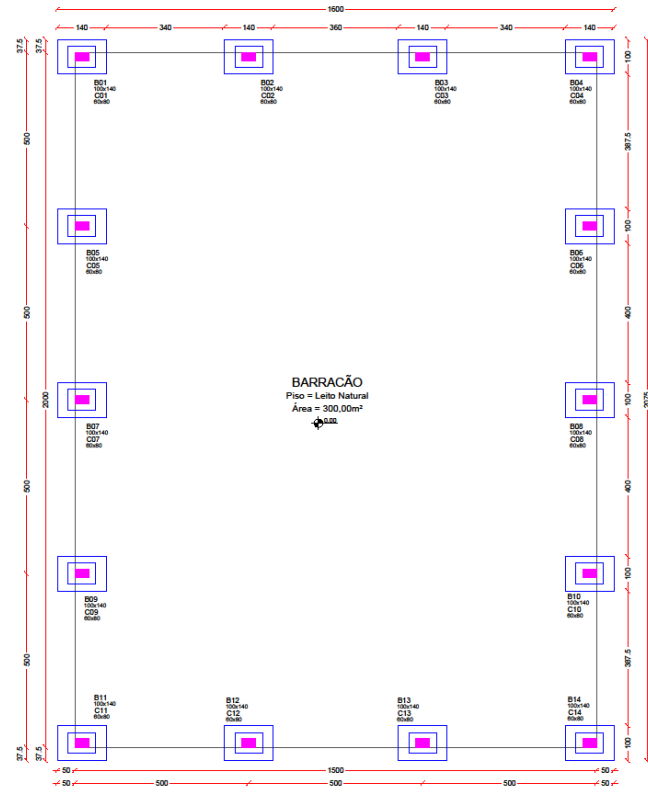 1600
140 340 140 360 140 340 140
37.5 37.5 100
B01
100x140
C01
60x80
B02
100x140
C02
60x80
B03
100x140
C03
60x80
B04
100x140
C04
60x80
500 387.5
100
B05
100x140
C05
60x80
B06
100x140
C06
60x80
500 400
BARRACÃO
Piso = Leito Natural
Área = 300,00m²
0.00
2000 100 2075
B07
100x140
C07
60x80
B08
100x140
C08
60x80
500 400
100
B09
100x140
C09
60x80
B10
100x140
C10
60x80
500 387.5
B11
100x140
C11
60x80
B12
100x140
C12
60x80
B13
100x140
C13
60x80
B14
100x140
C14
60x80
37.5 37.5 100
50 1500 50
50 500 500 500 50